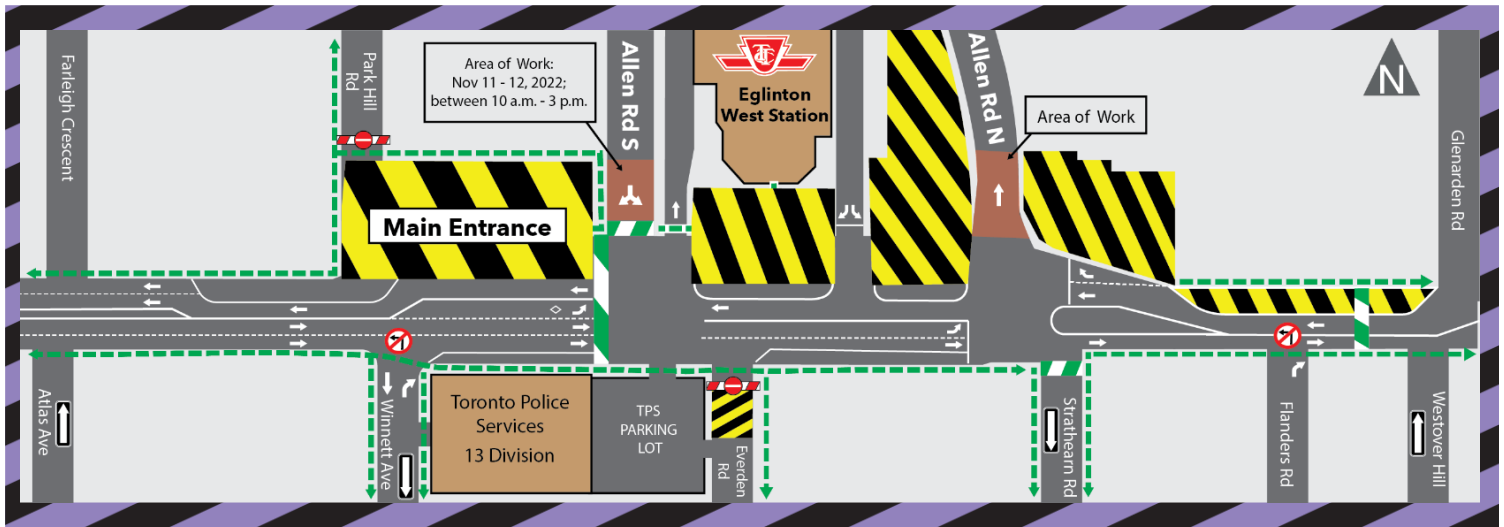 Farleigh Crescent
Park Hill
Rd
Area of Work:
Nov 11 - 12, 2022;
between 10 a.m. - 3 p.m.
Allen Rd S
TTC
Eglinton
West Station
Allen Rd N
Area of Work
N
Glenarden Rd
Main Entrance
Atlas Ave
Winnett Ave
Toronto Police
Services
13 Division
TPS
PARKING
LOT
Everden
Rd
Strathearn Rd
Flanders Rd
Westover Hill